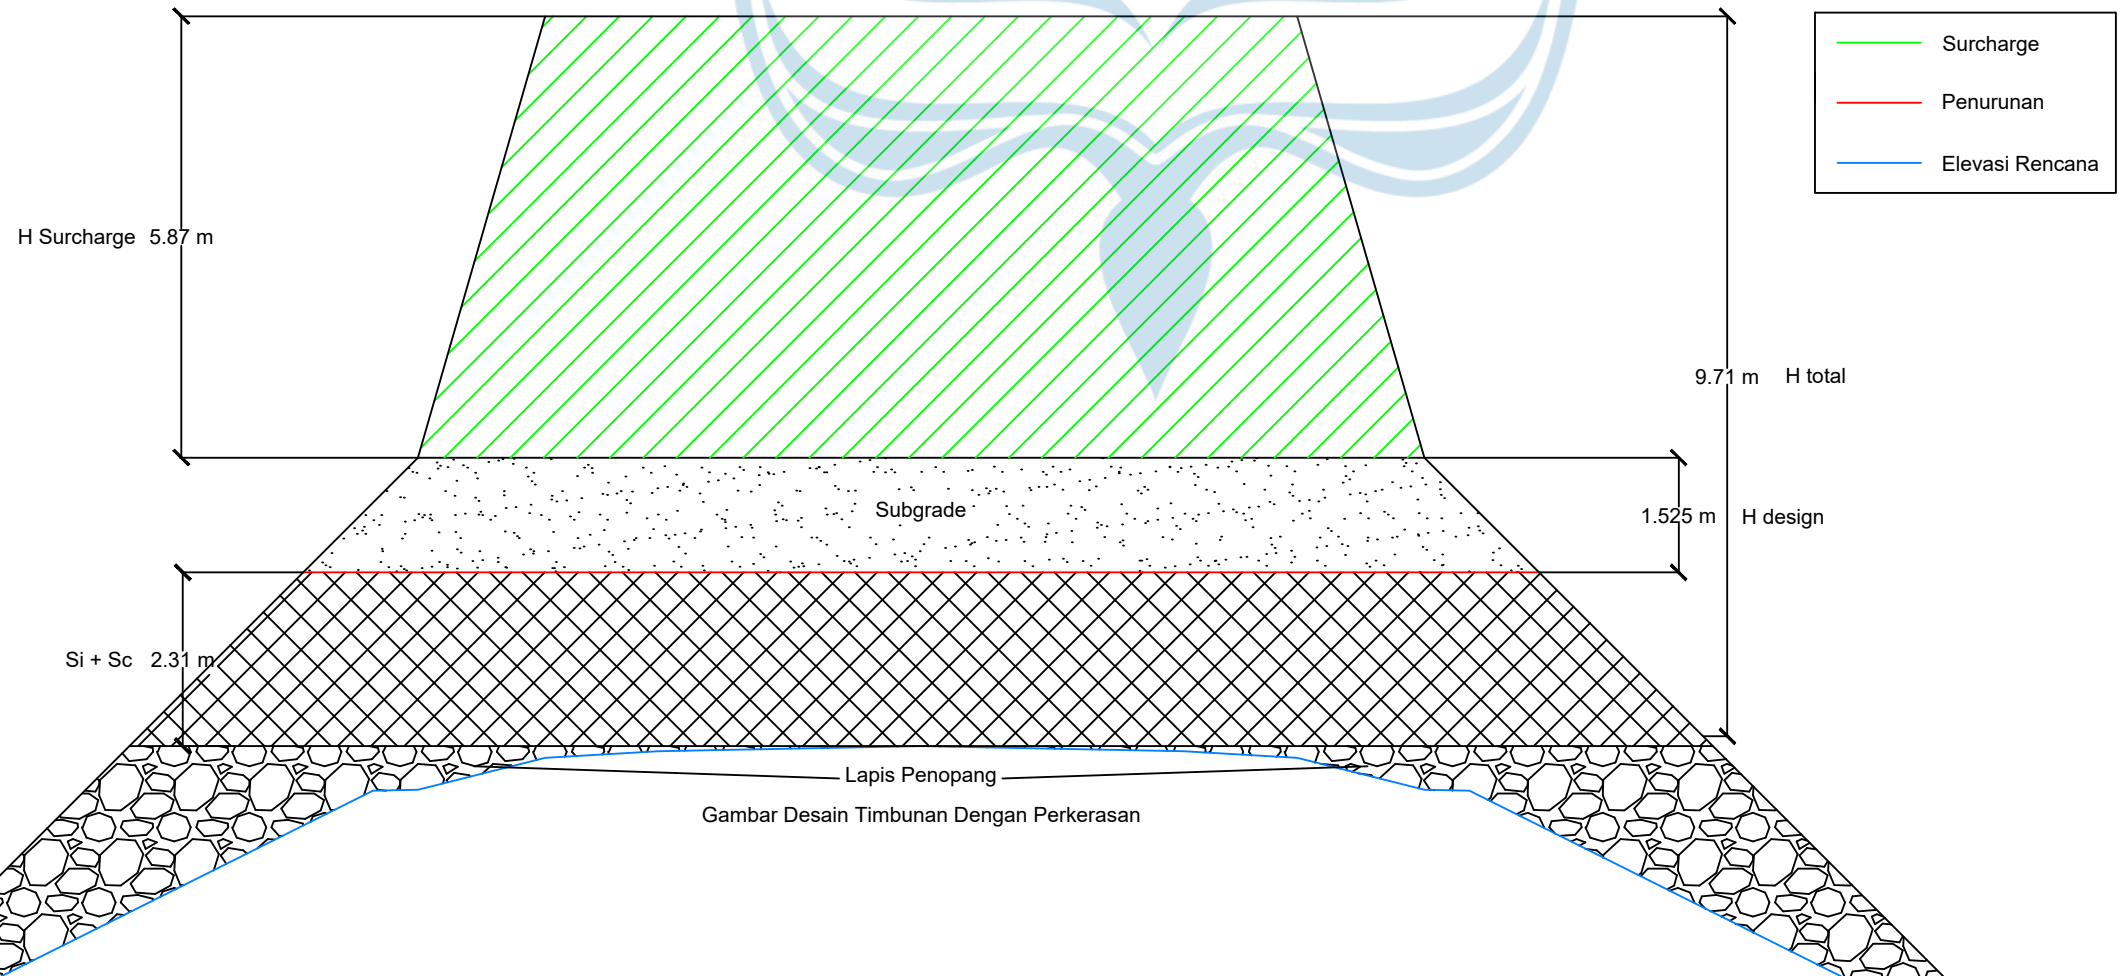 Surcharge
Penurunan
Elevasi Rencana
H Surcharge 5.87 m
9.71 m H total
Subgrade
1.525 m H design
Si + Sc 2.31 m
Lapis Penopang
Gambar Desain Timbunan Dengan Perkerasan